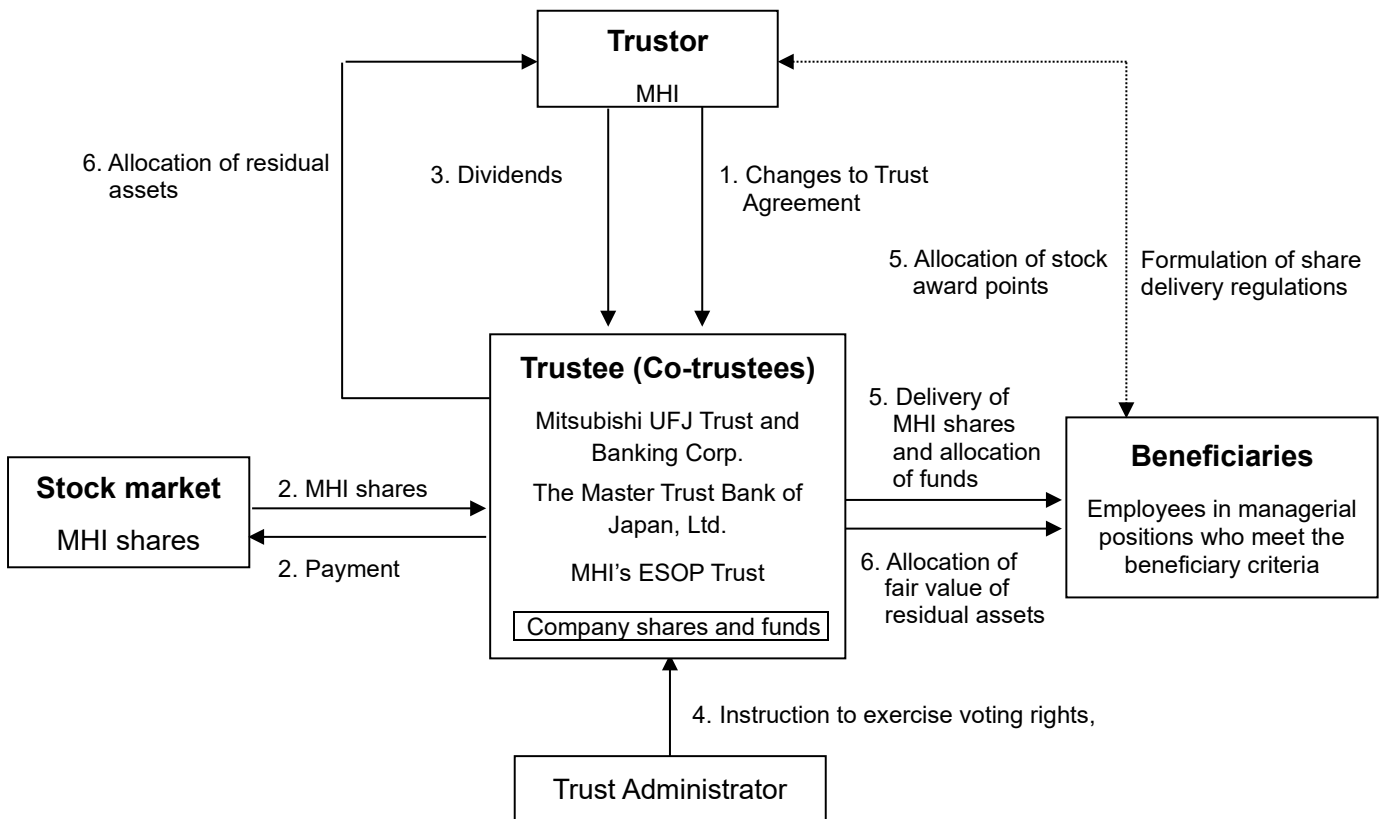 Trustor
MHI
6. Allocation of residual
assets
3. Dividends
1. Changes to Trust
Agreement
5. Allocation of stock
award points
Formulation of share
delivery regulations
Trustee (Co-trustees)
Mitsubishi UFJ Trust and
Banking Corp.
The Master Trust Bank of
Japan, Ltd.
MHI’s ESOP Trust
Company shares and funds
Stock market
MHI shares
2. MHI shares
2. Payment
5. Delivery of
MHI shares
and allocation
of funds
6. Allocation of
fair value of
residual assets
Beneficiaries
Employees in managerial
positions who meet the
beneficiary criteria
4. Instruction to exercise voting rights,
Trust Administrator